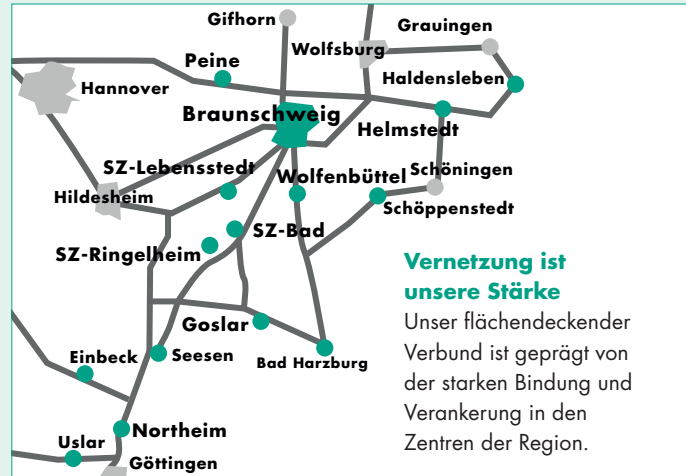 Gifhorn
Grauingen
Wolfsburg
Peine
Haldensleben
Hannover
Braunschweig
Helmstedt
SZ-Lebensstedt
Wolfenbüttel
Schöningen
Hildesheim
Schöppenstedt
SZ-Bad
SZ-Ringelheim
Vernetzung ist
unsere Stärke
Unser flächendeckender
Verbund ist geprägt von
der starken Bindung und
Verankerung in den
Zentren der Region.
Goslar
Einbeck
Seesen
Bad Harzburg
Northeim
Uslar
Göttingen